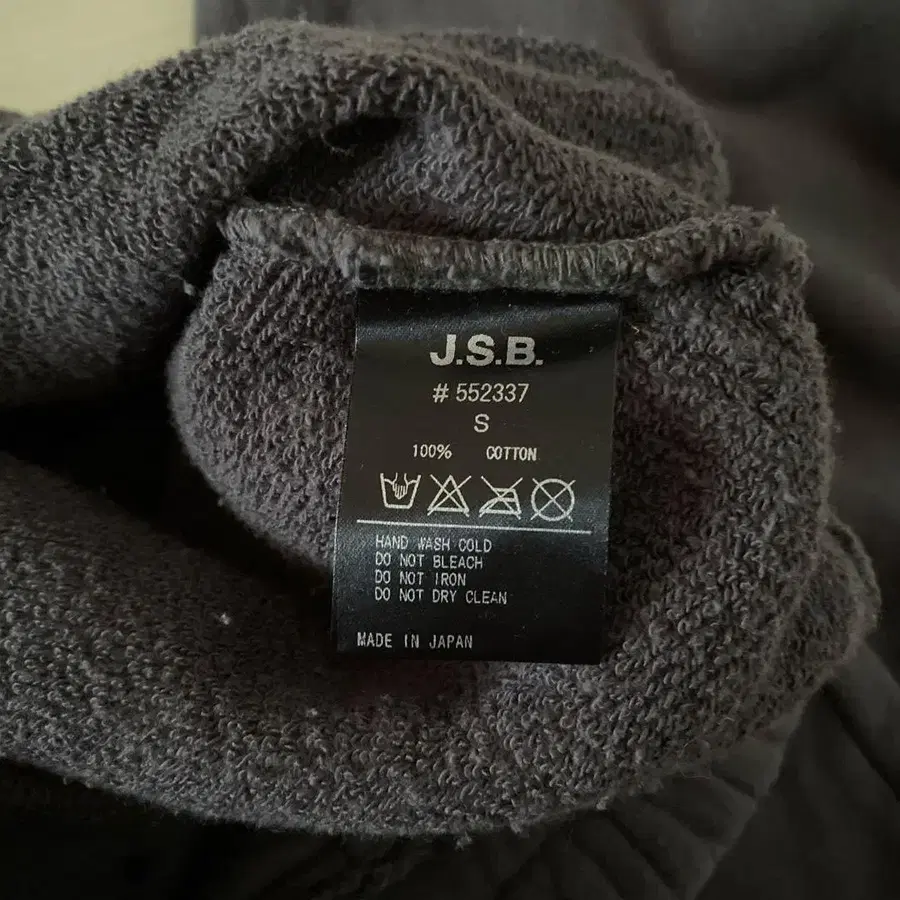 J.S.B.
# 552337
S
100% COTTON
HAND WASH COLD
DO NOT BLEACH
DO NOT IRON
DO NOT DRY CLEAN
MADE IN JAPAN